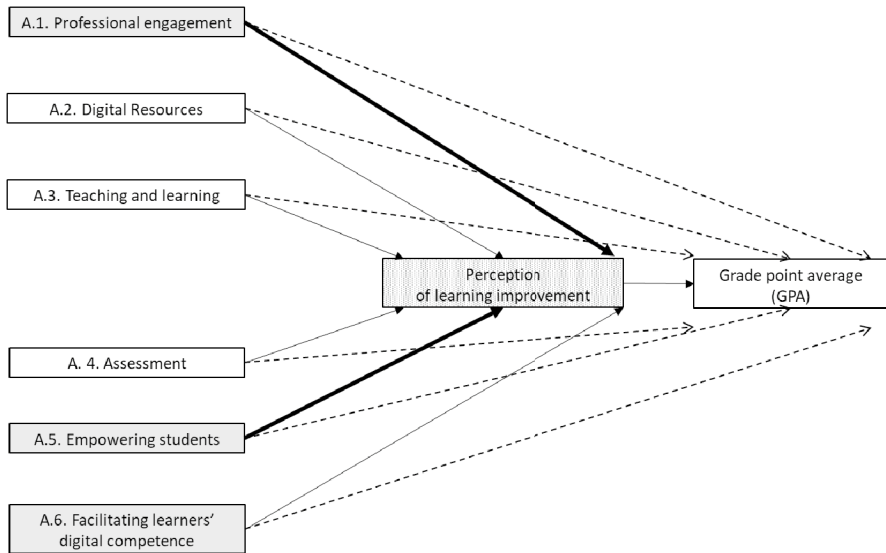 A.1. Professional engagement
A.2. Digital Resources
A.3. Teaching and learning
Perception
of learning improvement
Grade point average
(GPA)
A. 4. Assessment
A.5. Empowering students
A.6. Facilitating learners’
digital competence